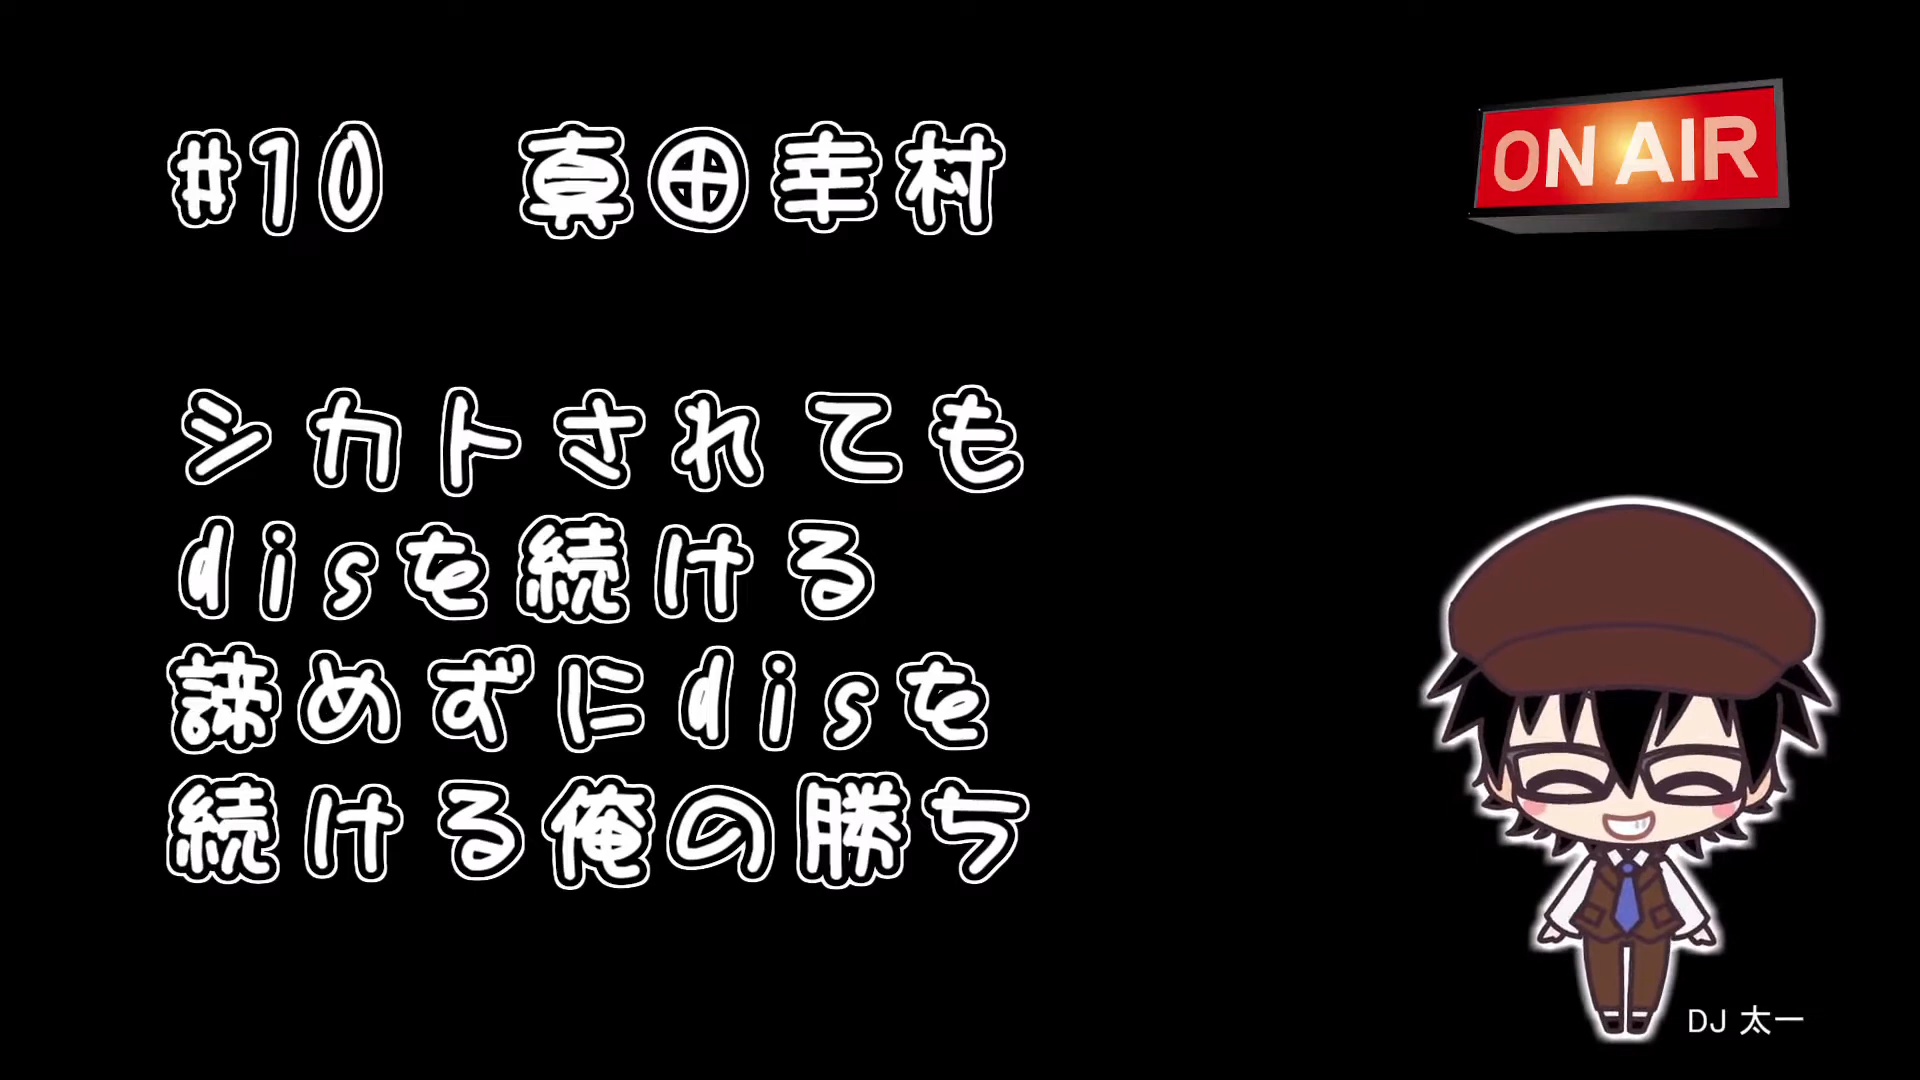 #10　真田幸村
ON AIR
シカトされても
disを続ける
諦めずにdisを
続ける俺の勝ち
DJ 太一